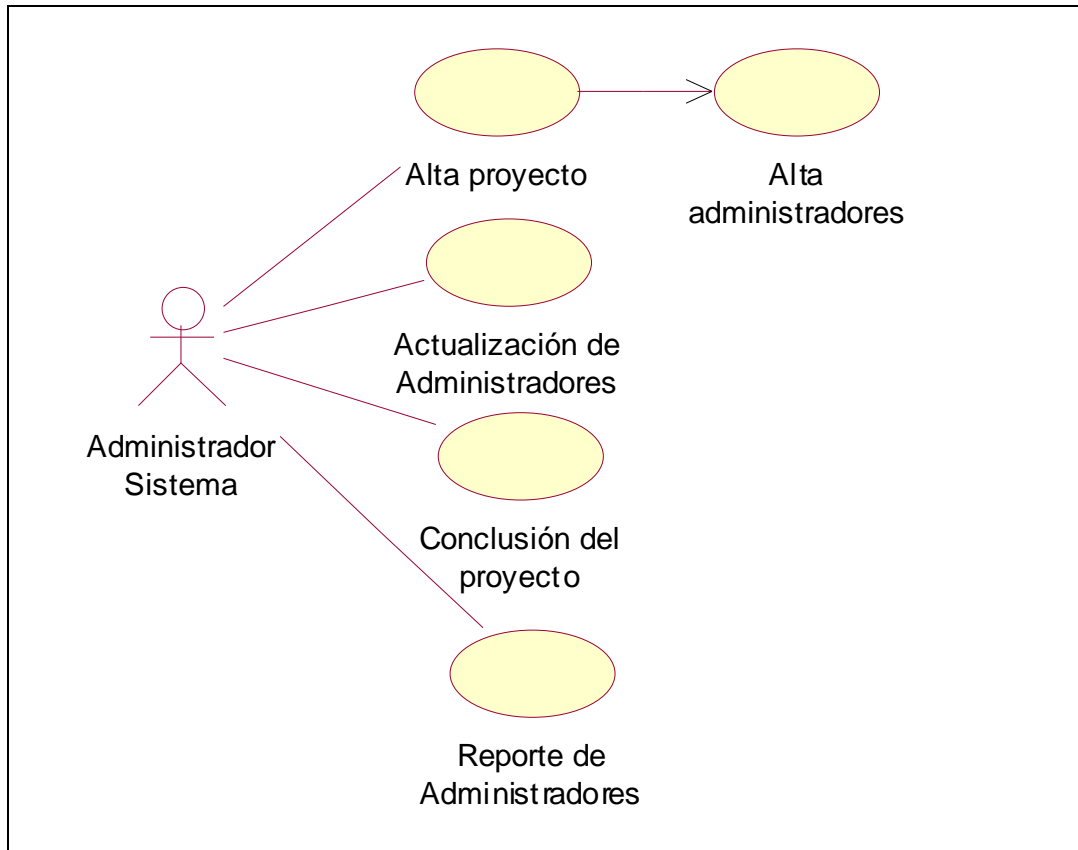 Alta proyecto
Alta
administradores
Actualización de
Administradores
Administrador
Sistema
Conclusión del
proyecto
Reporte de
Administradores